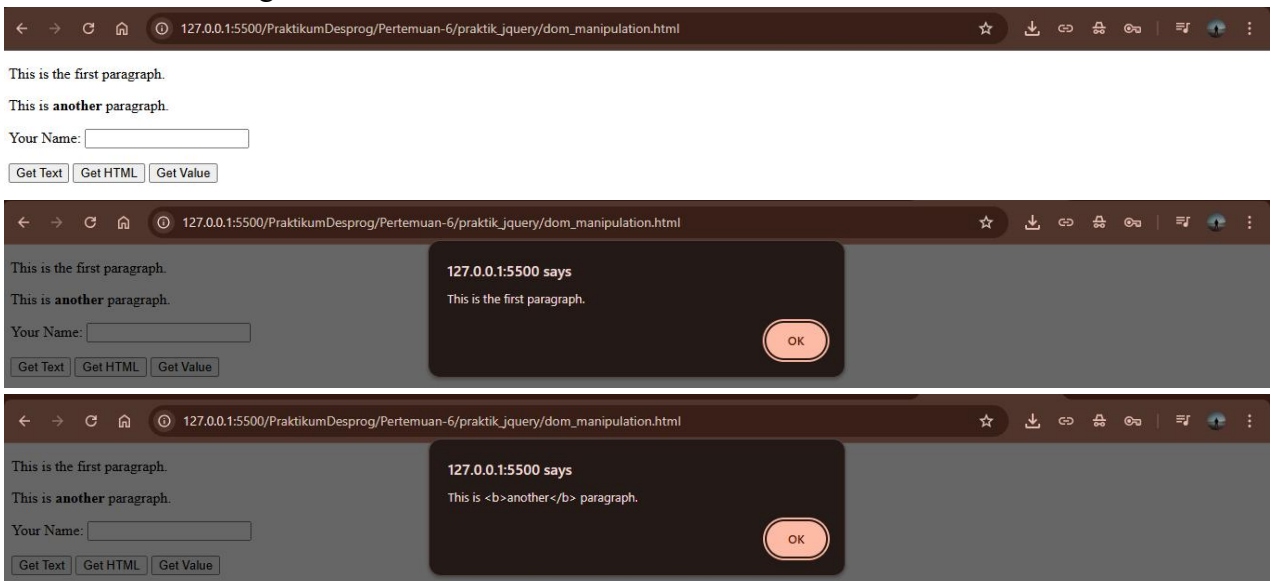 127.0.0.1:5500/PraktikumDesprog/Pertemuan-6/praktik_jquery/dom_manipulation.html
This is the first paragraph.
This is another paragraph.
Your Name:
Get Text Get HTML Get Value
127.0.0.1:5500/PraktikumDesprog/Pertemuan-6/praktik_jquery/dom_manipulation.html
This is the first paragraph.
This is another paragraph.
Your Name:
Get Text Get HTML Get Value
127.0.0.1:5500 says
This is the first paragraph.
OK
127.0.0.1:5500/PraktikumDesprog/Pertemuan-6/praktik_jquery/dom_manipulation.html
This is the first paragraph.
This is another paragraph.
Your Name:
Get Text Get HTML Get Value
127.0.0.1:5500 says
This is <b>another</b> paragraph.
OK